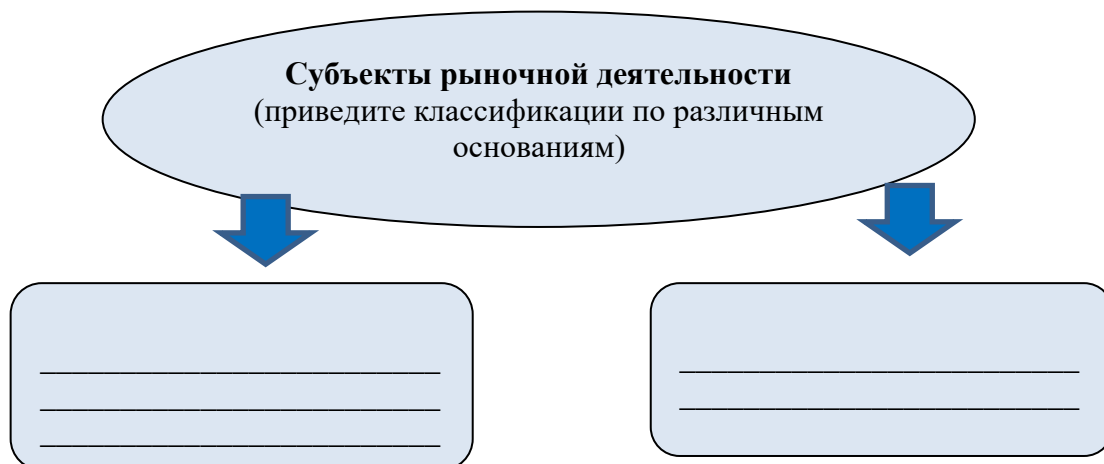 Субъекты рыночной деятельности
(приведите классификации по различным
основаниям)